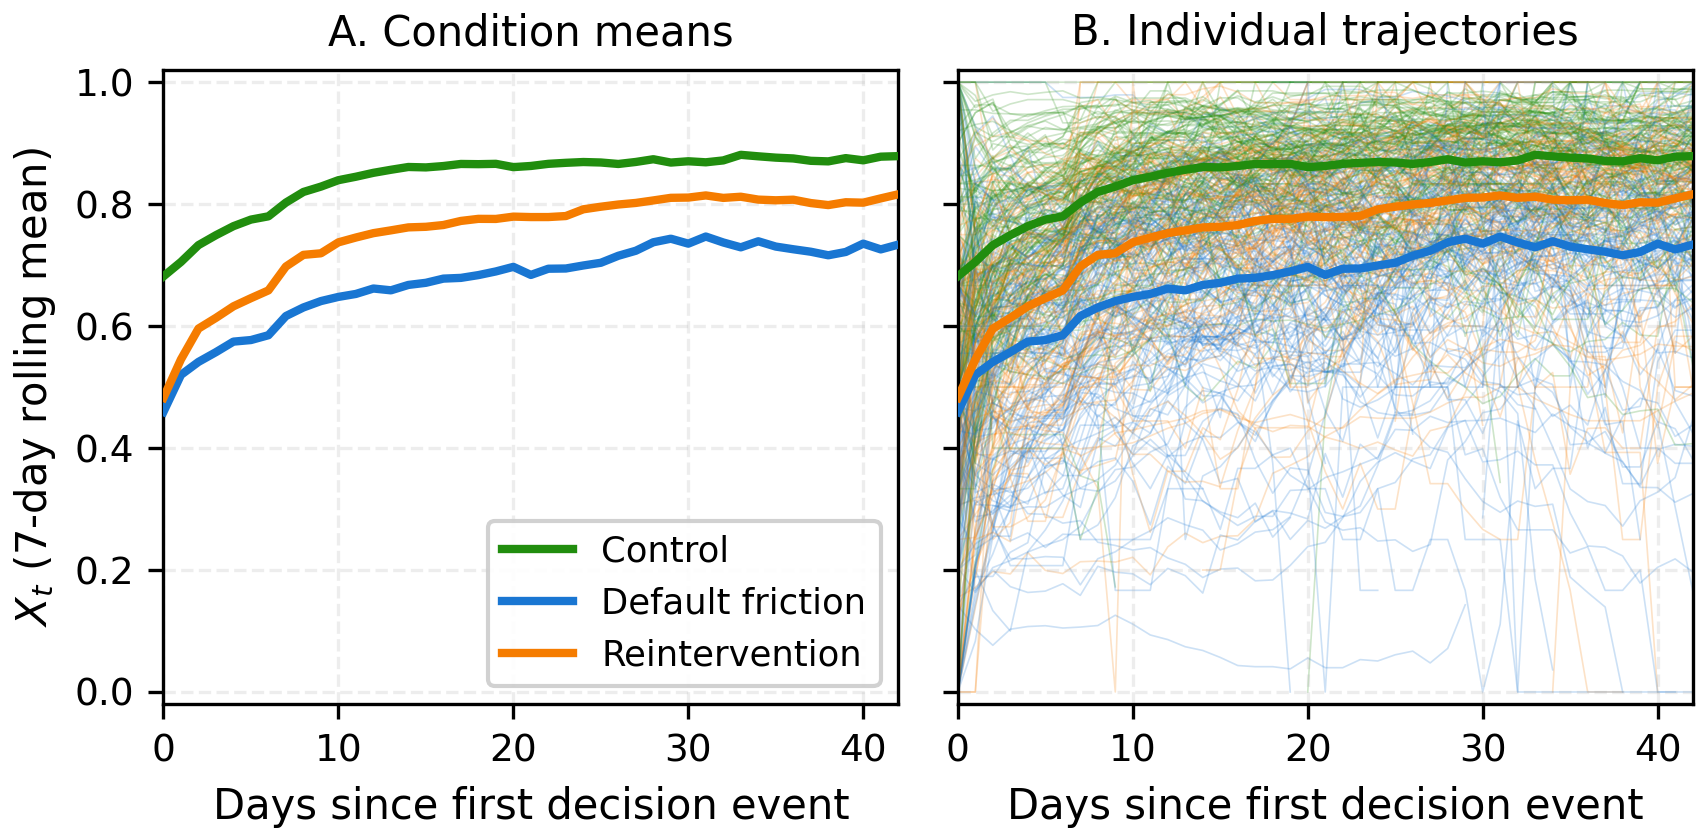 A. Condition means
B. Individual trajectories
X_t (7-day rolling mean)
1.0
0.8
0.6
0.4
0.2
0.0
Control
Default friction
Reintervention
0 10 20 30 40
0 10 20 30 40
Days since first decision event
Days since first decision event